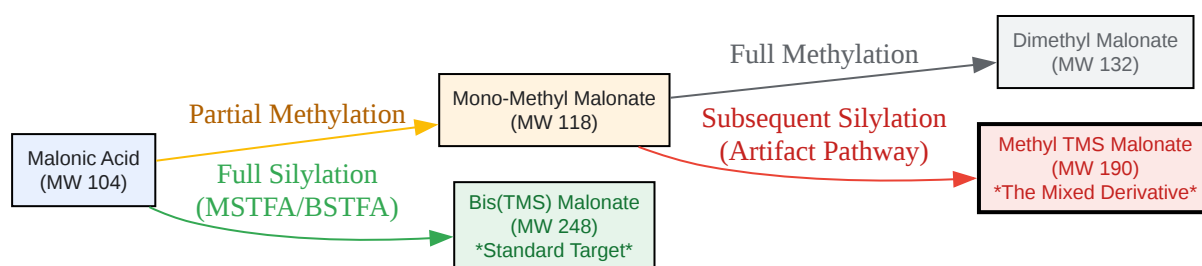 Malonic Acid
(MW 104)
Partial Methylation
Full Silylation
(MSTFA/BSTFA)
Mono-Methyl Malonate
(MW 118)
Bis(TMS) Malonate
(MW 248)
*Standard Target*
Full Methylation
Subsequent Silylation
(Artifact Pathway)
Dimethyl Malonate
(MW 132)
Methyl TMS Malonate
(MW 190)
*The Mixed Derivative*